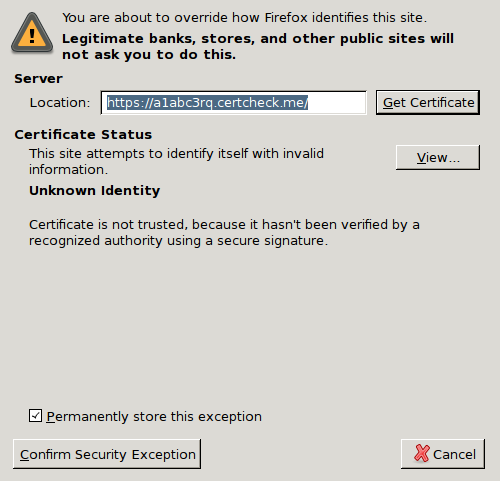 You are about to override how Firefox identifies this site.
Legitimate banks, stores, and other public sites will
not ask you to do this.
Server
Location: https://a1abc3rq.certcheck.me/ Get Certificate
Certificate Status
This site attempts to identify itself with invalid
information.
View...
Unknown Identity
Certificate is not trusted, because it hasn't been verified by a
recognized authority using a secure signature.
Permanently store this exception
Confirm Security Exception Cancel